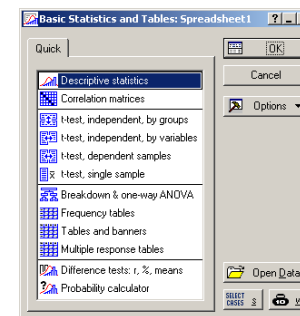 Basic Statistics and Tables: Spreadsheet1
Quick
OK
Cancel
Options
Descriptive statistics
Correlation matrices
t-test, independent, by groups
t-test, independent, by variables
t-test, dependent samples
t-test, single sample
Breakdown & one-way ANOVA
Frequency tables
Tables and banners
Multiple response tables
Difference tests: r, %, means
Probability calculator
Open Data
SELECT CASES S